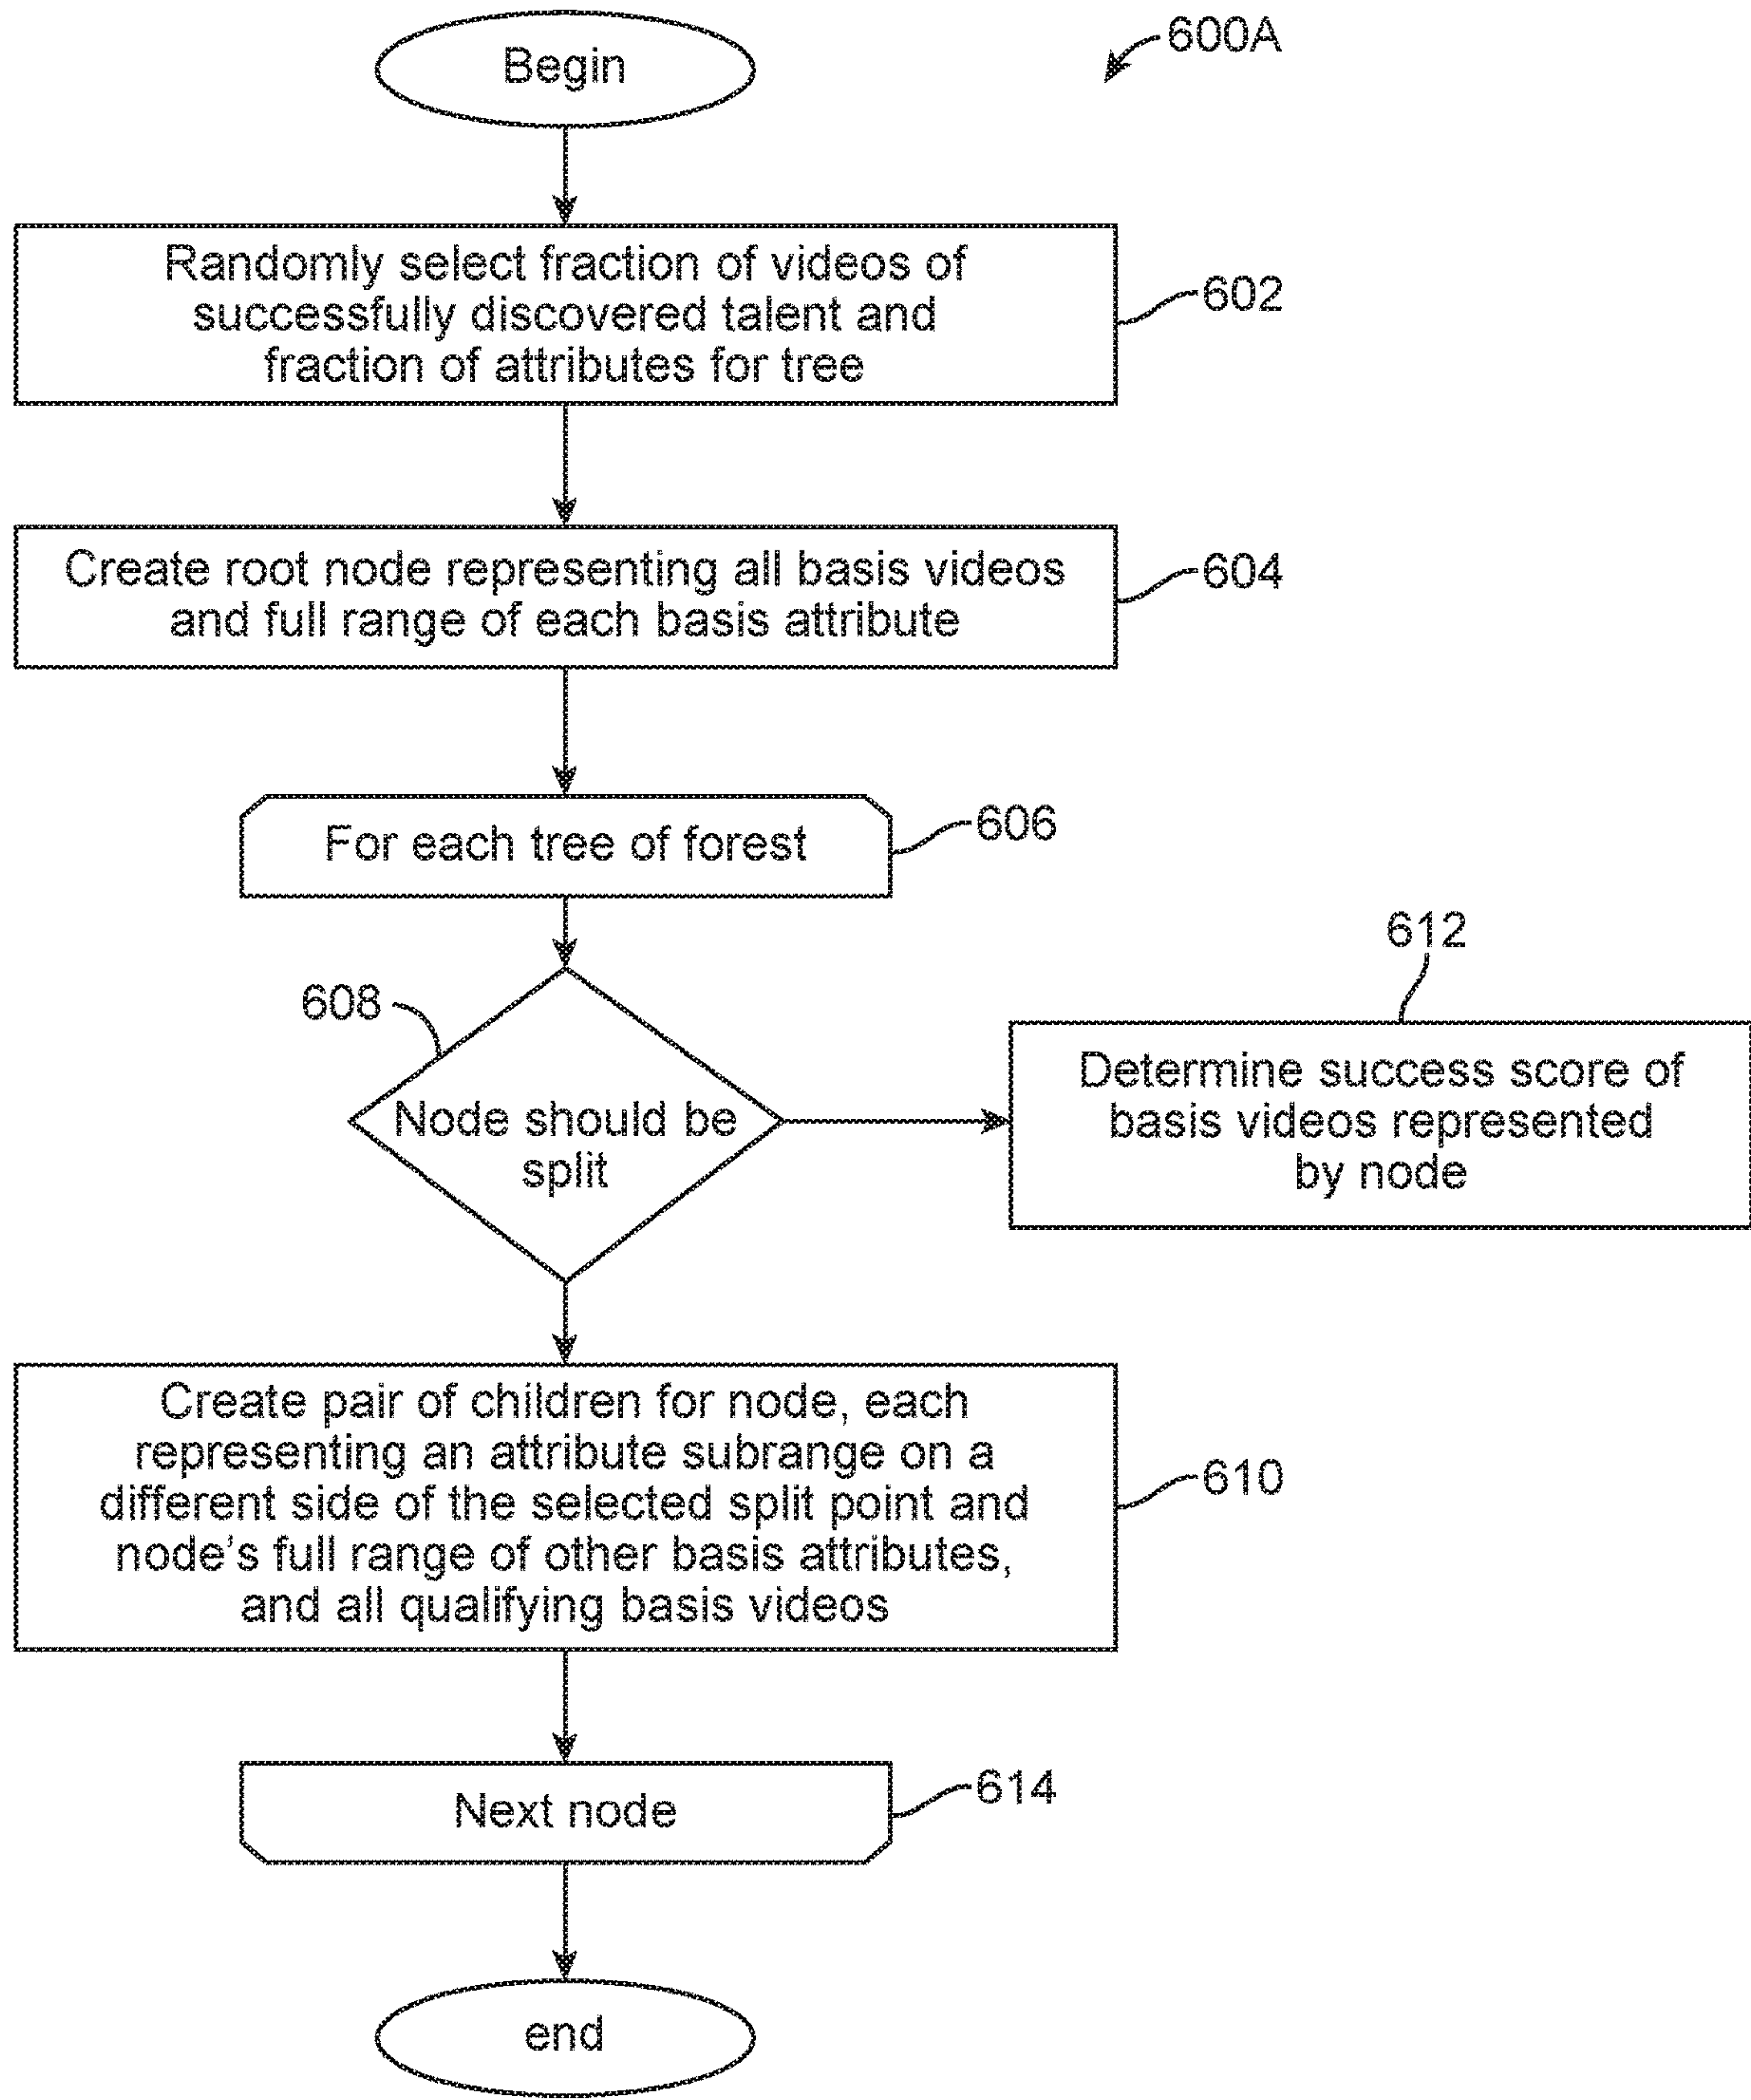 Begin
600A
Randomly select fraction of videos of
successfully discovered talent and
fraction of attributes for tree
602
Create root node representing all basis videos
and full range of each basis attribute
604
For each tree of forest
606
608
Node should be
split
612
Determine success score of
basis videos represented
by node
Create pair of children for node, each
representing an attribute subrange on a
different side of the selected split point and
node's full range of other basis attributes,
and all qualifying basis videos
610
Next node
614
end